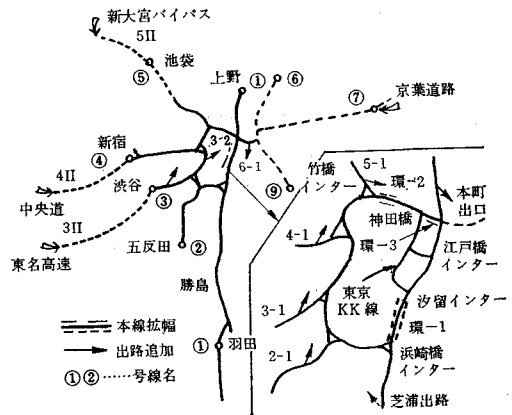 新大宮バイパス
5Ⅱ
池袋
⑤
上野
①
⑥
京葉道路
⑦
新宿
④
3-2
6-1
4Ⅱ
中央道
渋谷
③
⑨
3Ⅱ
東名高速
五反田
②
勝島
①
羽田
竹橋
インター
5-1
環-2
本町
出口
神田橋
環-3
江戸橋
インター
4-1
東京
KK線
汐留インター
環-1
3-1
2-1
浜崎橋
インター
芝浦出路
本線拡幅
出路追加
①②……号線名